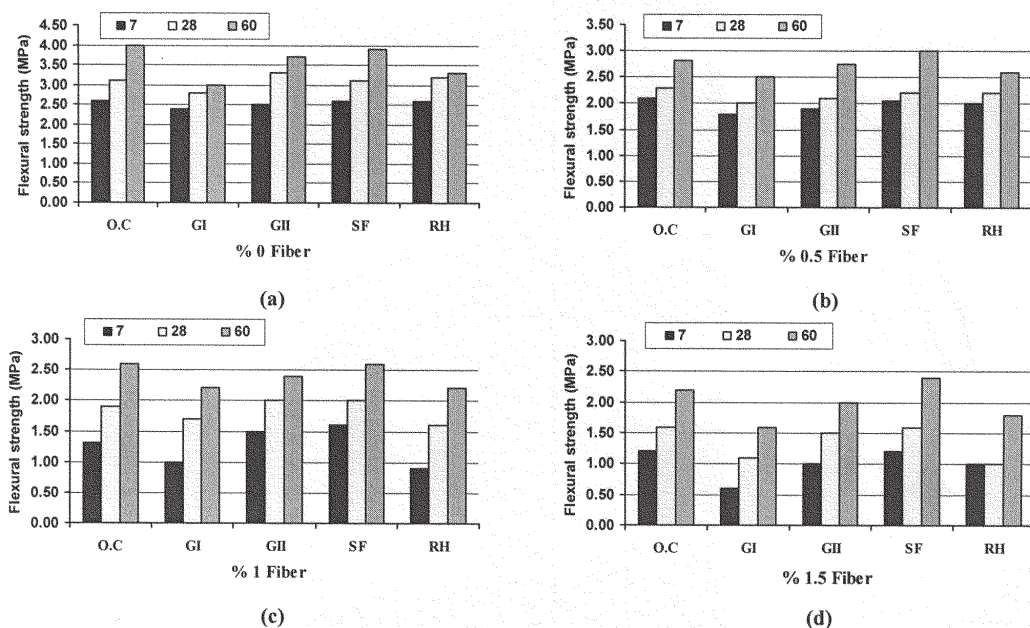 7 28 60
Flexural strength (MPa)
4.50
4.00
3.50
3.00
2.50
2.00
1.50
1.00
0.50
0.00
O.C GI GII SF RH
% 0 Fiber
(a)
7 28 60
Flexural strength (MPa)
3.50
3.00
2.50
2.00
1.50
1.00
0.50
0.00
O.C GI GII SF RH
% 0.5 Fiber
(b)
7 28 60
Flexural strength (MPa)
3.00
2.50
2.00
1.50
1.00
0.50
0.00
O.C GI GII SF RH
% 1 Fiber
(c)
7 28 60
Flexural strength (MPa)
3.00
2.50
2.00
1.50
1.00
0.50
0.00
O.C GI GII SF RH
% 1.5 Fiber
(d)